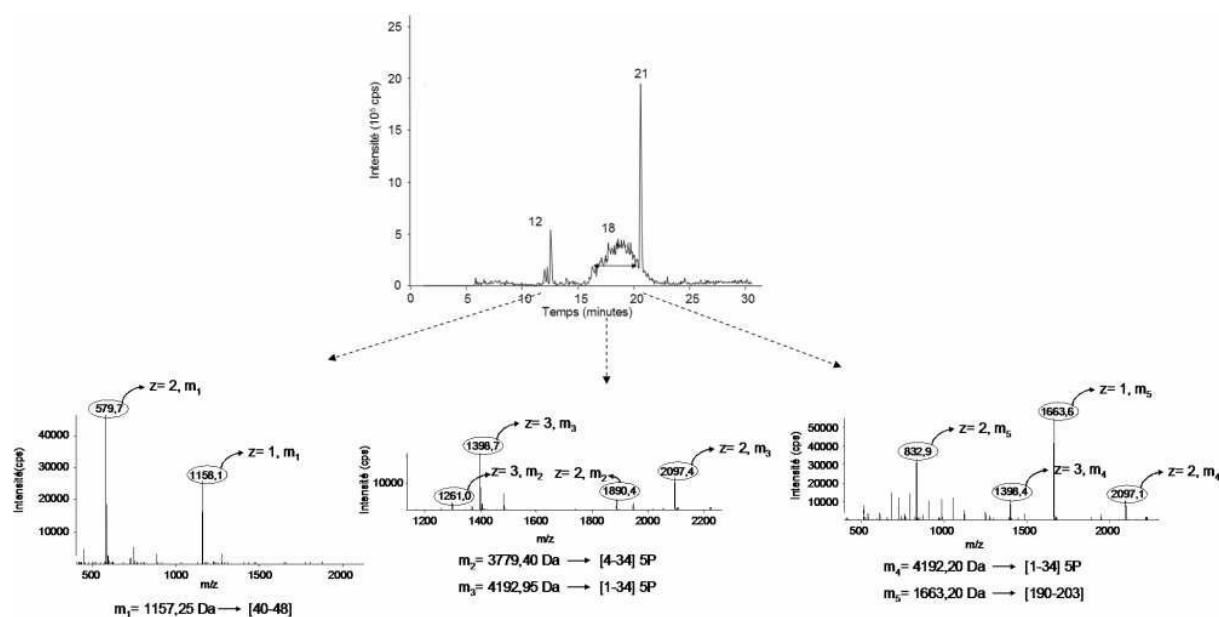 Intensité (10⁵ cps)
25
20
15
10
5
0
12
18
21
0 5 10 15 20 25 30
Temps (minutes)
Intensité(cps)
40000
30000
20000
10000
0
579,7
z= 2, m₁
1158,1
z= 1, m₁
500 1000 1500 2000
m/z
m₁= 1157,25 Da → [40-48]
Intensité (cps)
10000
1398,7
z= 3, m₃
1261,0
z= 3, m₂
z= 2, m₂
1890,4
2097,4
z= 2, m₃
1200 1400 1600 1800 2000 2200
m/z
m₂= 3779,40 Da → [4-34] 5P
m₃= 4192,95 Da → [1-34] 5P
Intensité (cps)
50000
40000
30000
20000
10000
0
1663,6
z= 1, m₅
832,9
z= 2, m₅
1398,4
z= 3, m₄
2097,1
z= 2, m₄
500 1000 1500 2000
m/z
m₄= 4192,20 Da → [1-34] 5P
m₅= 1663,20 Da → [190-203]